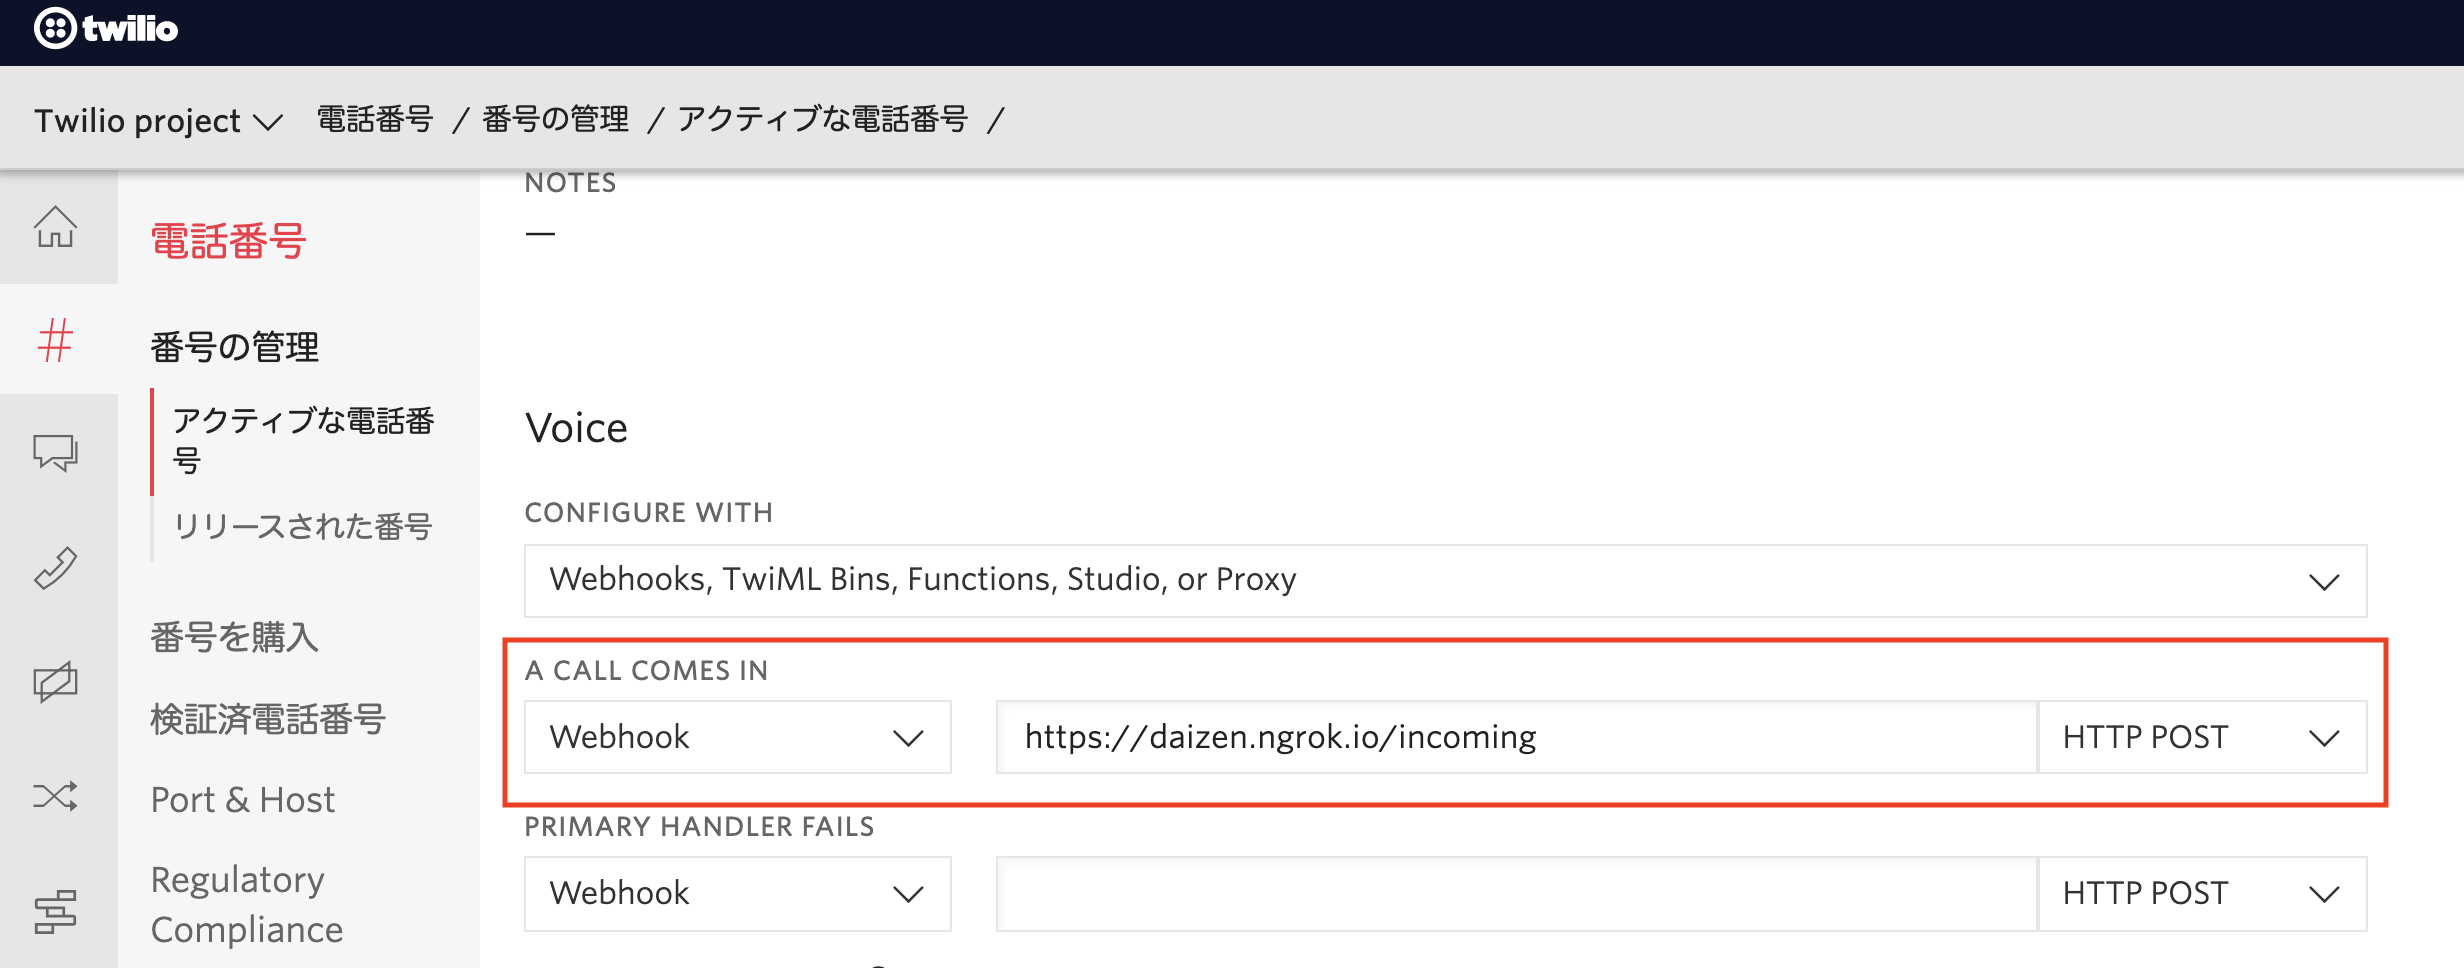 twilio
Twilio project 電話番号 / 番号の管理 / アクティブな電話番号 /
電話番号
番号の管理
アクティブな電話番
号
リリースされた番号
番号を購入
検証済電話番号
Port & Host
Regulatory
Compliance
NOTES
—
Voice
CONFIGURE WITH
Webhooks, TwiML Bins, Functions, Studio, or Proxy
A CALL COMES IN
Webhook https://daizen.ngrok.io/incoming HTTP POST
PRIMARY HANDLER FAILS
Webhook HTTP POST